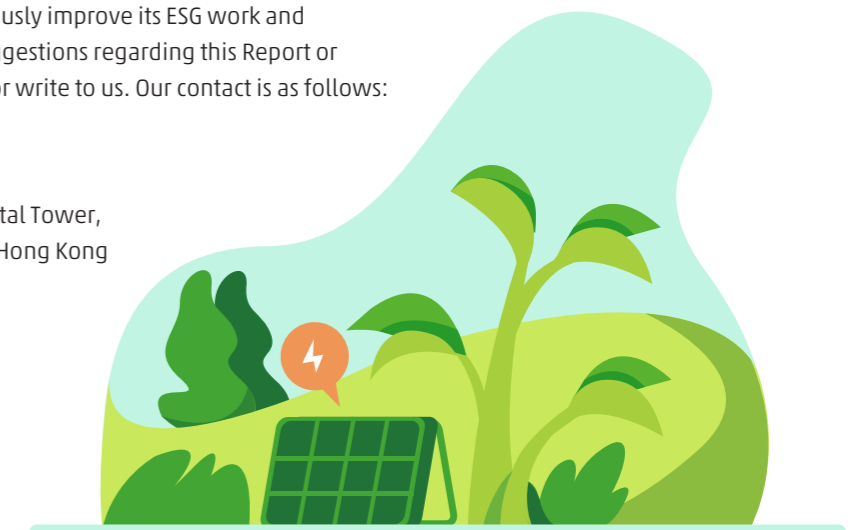 usly improve its ESG work and
gestions regarding this Report or
or write to us. Our contact is as follows:
tal Tower,
Hong Kong